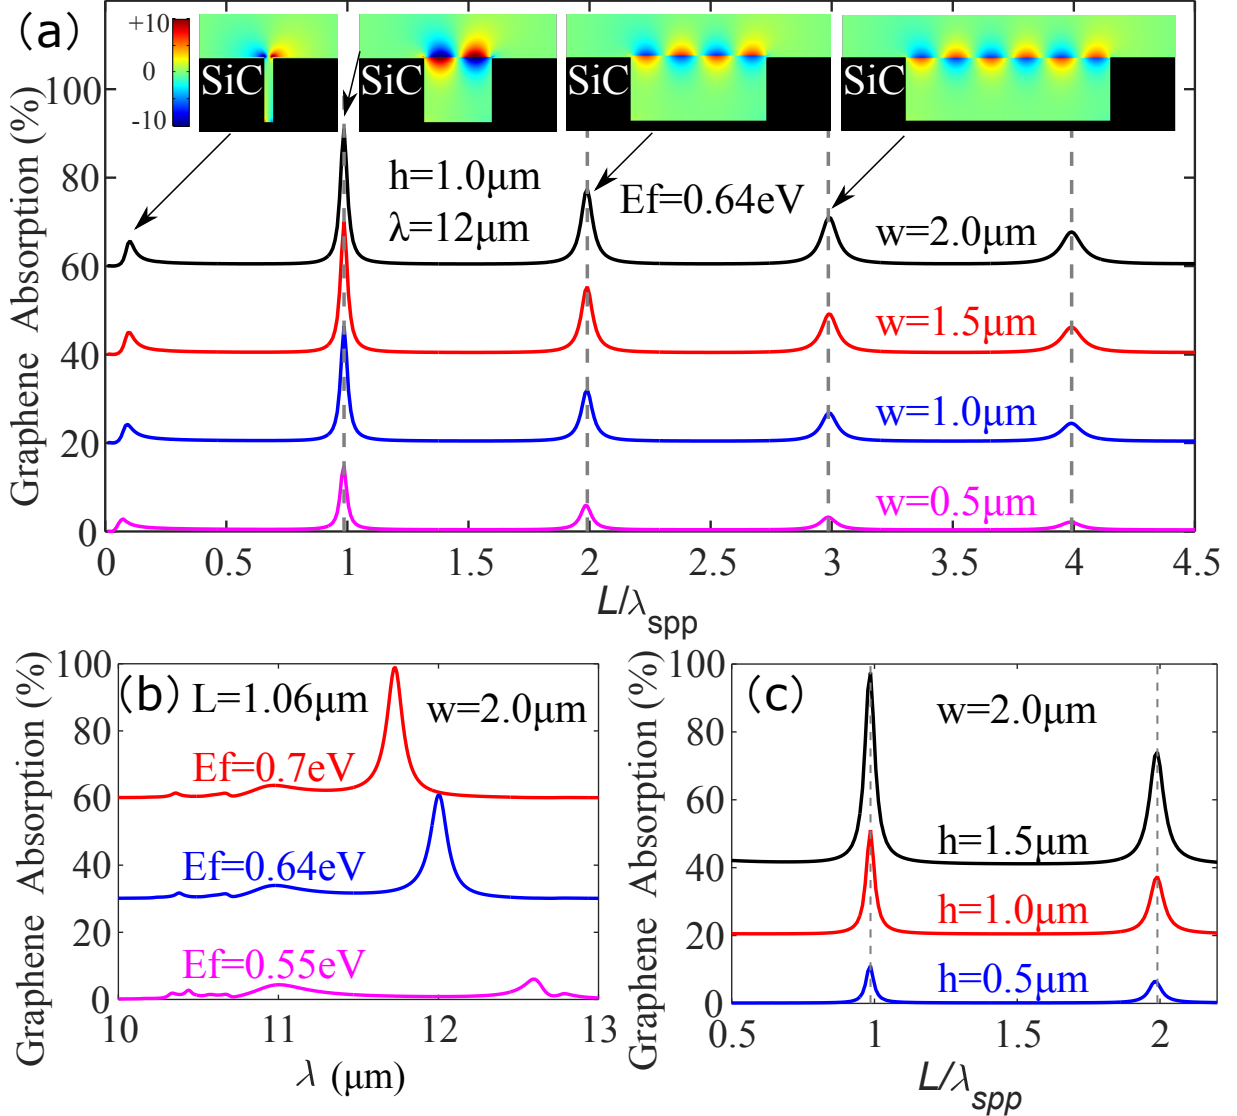 (a)
+10
0
-10
SiC
SiC
SiC
SiC
Graphene Absorption (%)
100
80
60
40
20
0
h=1.0μm
λ=12μm
Ef=0.64eV
w=2.0μm
w=1.5μm
w=1.0μm
w=0.5μm
0 0.5 1 1.5 2 2.5 3 3.5 4 4.5
L/λspp
(b)
Graphene Absorption (%)
100
80
60
40
20
0
L=1.06μm
w=2.0μm
Ef=0.7eV
Ef=0.64eV
Ef=0.55eV
10 11 12 13
λ (μm)
(c)
Graphene Absorption (%)
100
80
60
40
20
0
w=2.0μm
h=1.5μm
h=1.0μm
h=0.5μm
0.5 1 1.5 2
L/λspp